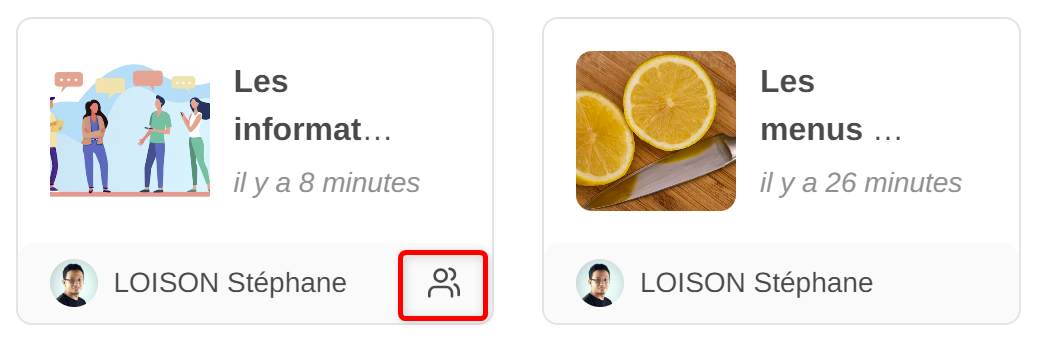 Les
informat…
il y a 8 minutes
LOISON Stéphane
Les
menus …
il y a 26 minutes
LOISON Stéphane